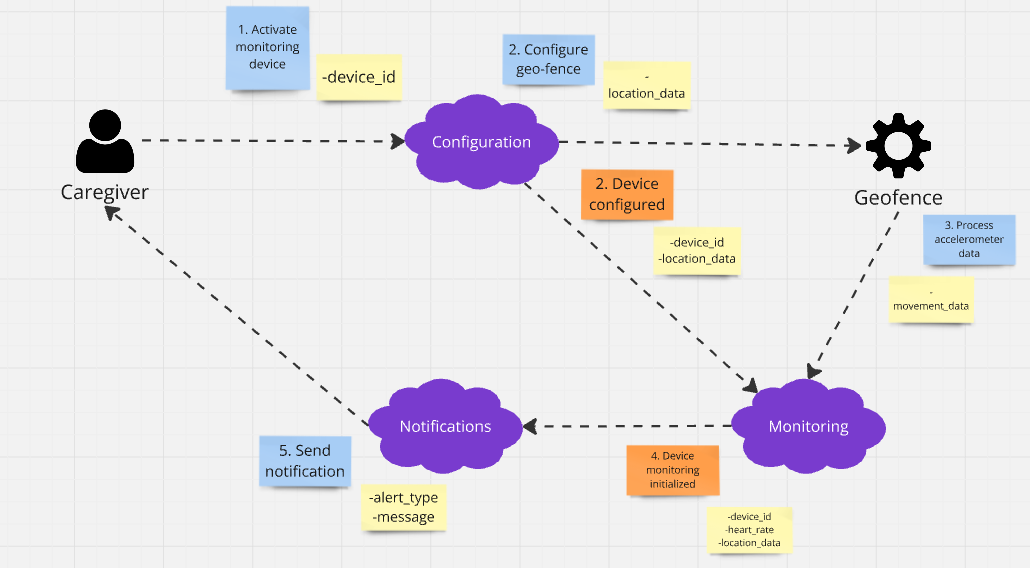 1. Activate
monitoring
device
-device_id
2. Configure
geo-fence
-
location_data
Configuration
Caregiver
Geofence
2. Device
configured
-device_id
-location_data
3. Process
accelerometer
data
-
movement_data
Notifications
Monitoring
5. Send
notification
-alert_type
-message
4. Device
monitoring
initialized
-device_id
-heart_rate
-location_data